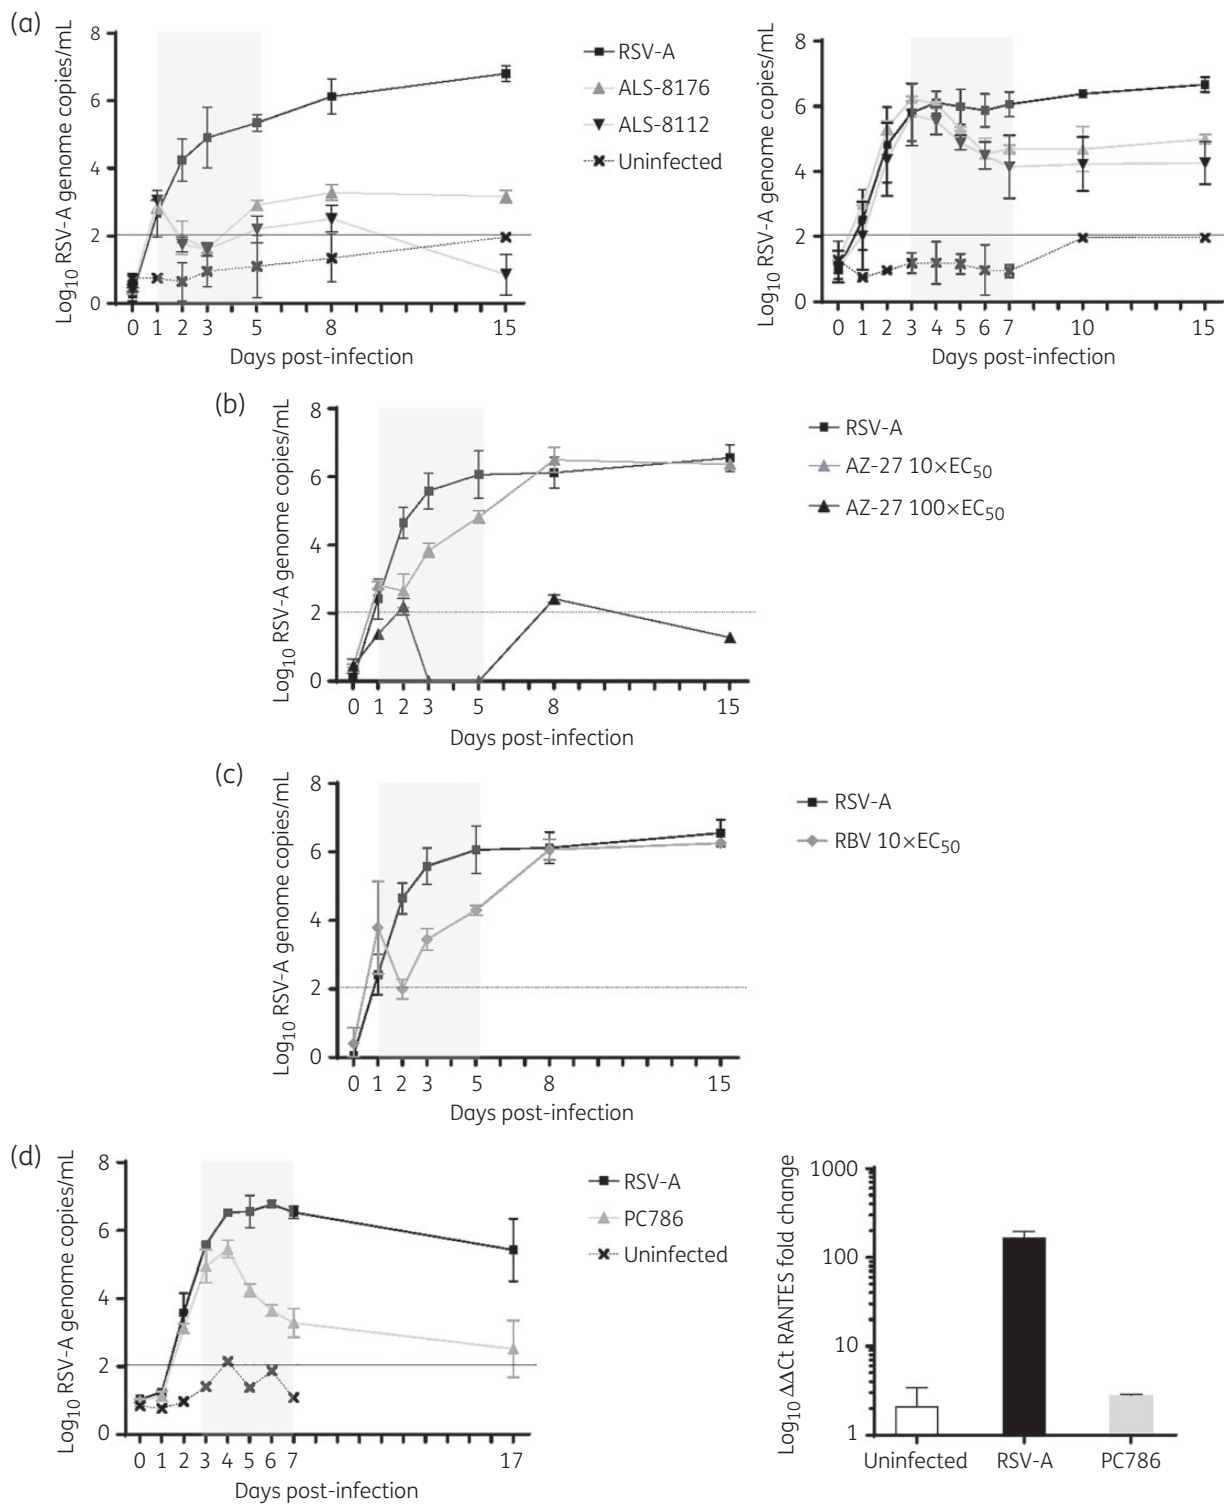 (a)
Log10 RSV-A genome copies/mL
8
6
4
2
0
0 1 2 3 5 8 15
Days post-infection
RSV-A
ALS-8176
ALS-8112
Uninfected
Log10 RSV-A genome copies/mL
8
6
4
2
0
0 1 2 3 4 5 6 7 10 15
Days post-infection
(b)
Log10 RSV-A genome copies/mL
8
6
4
2
0
0 1 2 3 5 8 15
Days post-infection
RSV-A
AZ-27 10×EC50
AZ-27 100×EC50
(c)
Log10 RSV-A genome copies/mL
8
6
4
2
0
0 1 2 3 5 8 15
Days post-infection
RSV-A
RBV 10×EC50
(d)
Log10 RSV-A genome copies/mL
8
6
4
2
0
0 1 2 3 4 5 6 7 17
Days post-infection
RSV-A
PC786
Uninfected
Log10 ΔΔCt RANTES fold change
1000
100
10
1
Uninfected RSV-A PC786